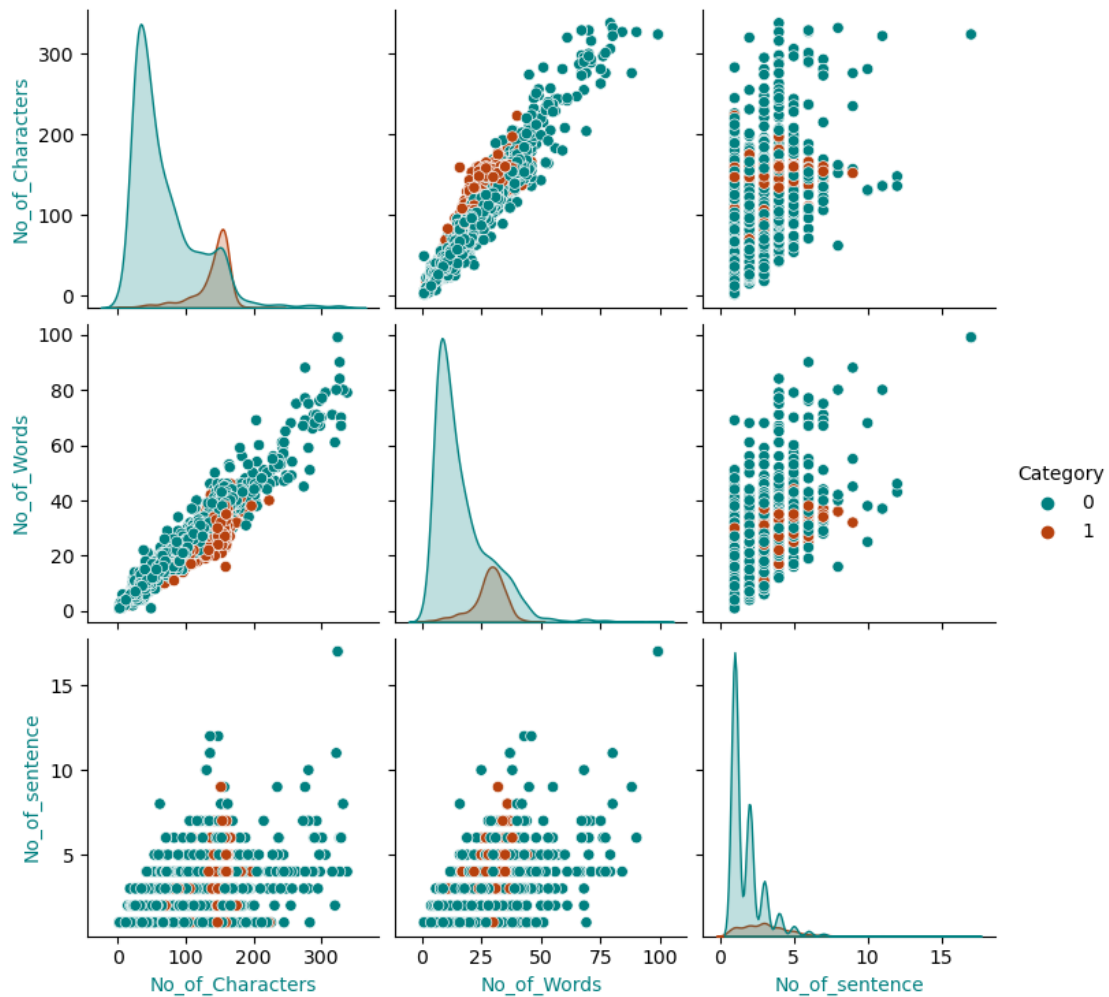 No_of_Characters
300
200
100
0
No_of_Words
100
80
60
40
20
0
Category
0
1
No_of_sentence
15
10
5
0 100 200 300
0 25 50 75 100
0 5 10 15
No_of_Characters
No_of_Words
No_of_sentence